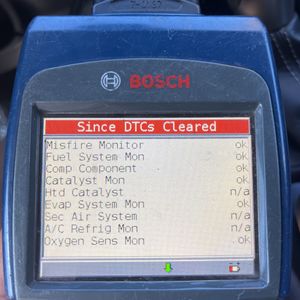 BOSCH
Since DTCs Cleared
Misfire Monitor ok
Fuel System Mon ok
Comp Component ok
Catalyst Mon ok
Htd Catalyst n/a
Evap System Mon ok
Sec Air System n/a
A/C Refrig Mon n/a
Oxygen Sens Mon ok